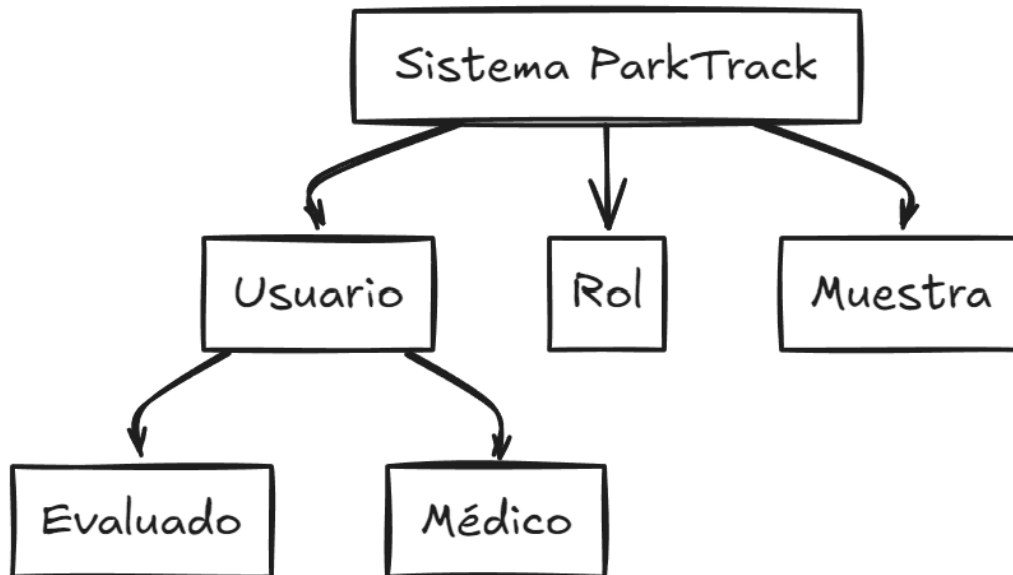 Sistema ParkTrack
Usuario
Rol
Muestra
Evaluado
Médico